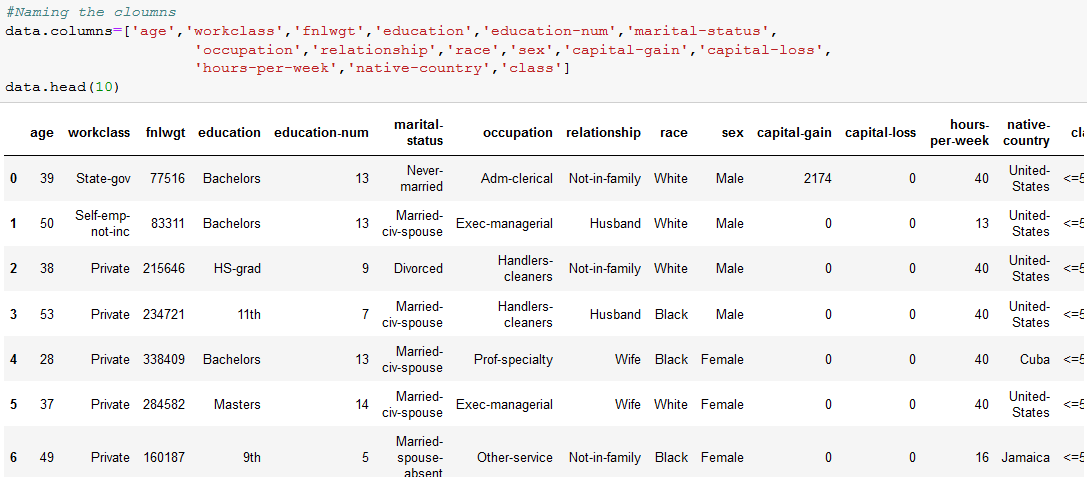 #Naming the cloumns
data.columns=['age','workclass','fnlwgt','education','education-num','marital-status',
'occupation','relationship','race','sex','capital-gain','capital-loss',
'hours-per-week','native-country','class']
data.head(10)
age workclass fnlwgt education education-num marital-status occupation relationship race sex capital-gain capital-loss hours-per-week native-country cl
0 39 State-gov 77516 Bachelors 13 Never-married Adm-clerical Not-in-family White Male 2174 0 40 United-States <=5
1 50 Self-emp-not-inc 83311 Bachelors 13 Married-civ-spouse Exec-managerial Husband White Male 0 0 13 United-States <=5
2 38 Private 215646 HS-grad 9 Divorced Handlers-cleaners Not-in-family White Male 0 0 40 United-States <=5
3 53 Private 234721 11th 7 Married-civ-spouse Handlers-cleaners Husband Black Male 0 0 40 United-States <=5
4 28 Private 338409 Bachelors 13 Married-civ-spouse Prof-specialty Wife Black Female 0 0 40 Cuba <=5
5 37 Private 284582 Masters 14 Married-civ-spouse Exec-managerial Wife White Female 0 0 40 United-States <=5
6 49 Private 160187 9th 5 Married-spouse-absent Other-service Not-in-family Black Female 0 0 16 Jamaica <=5